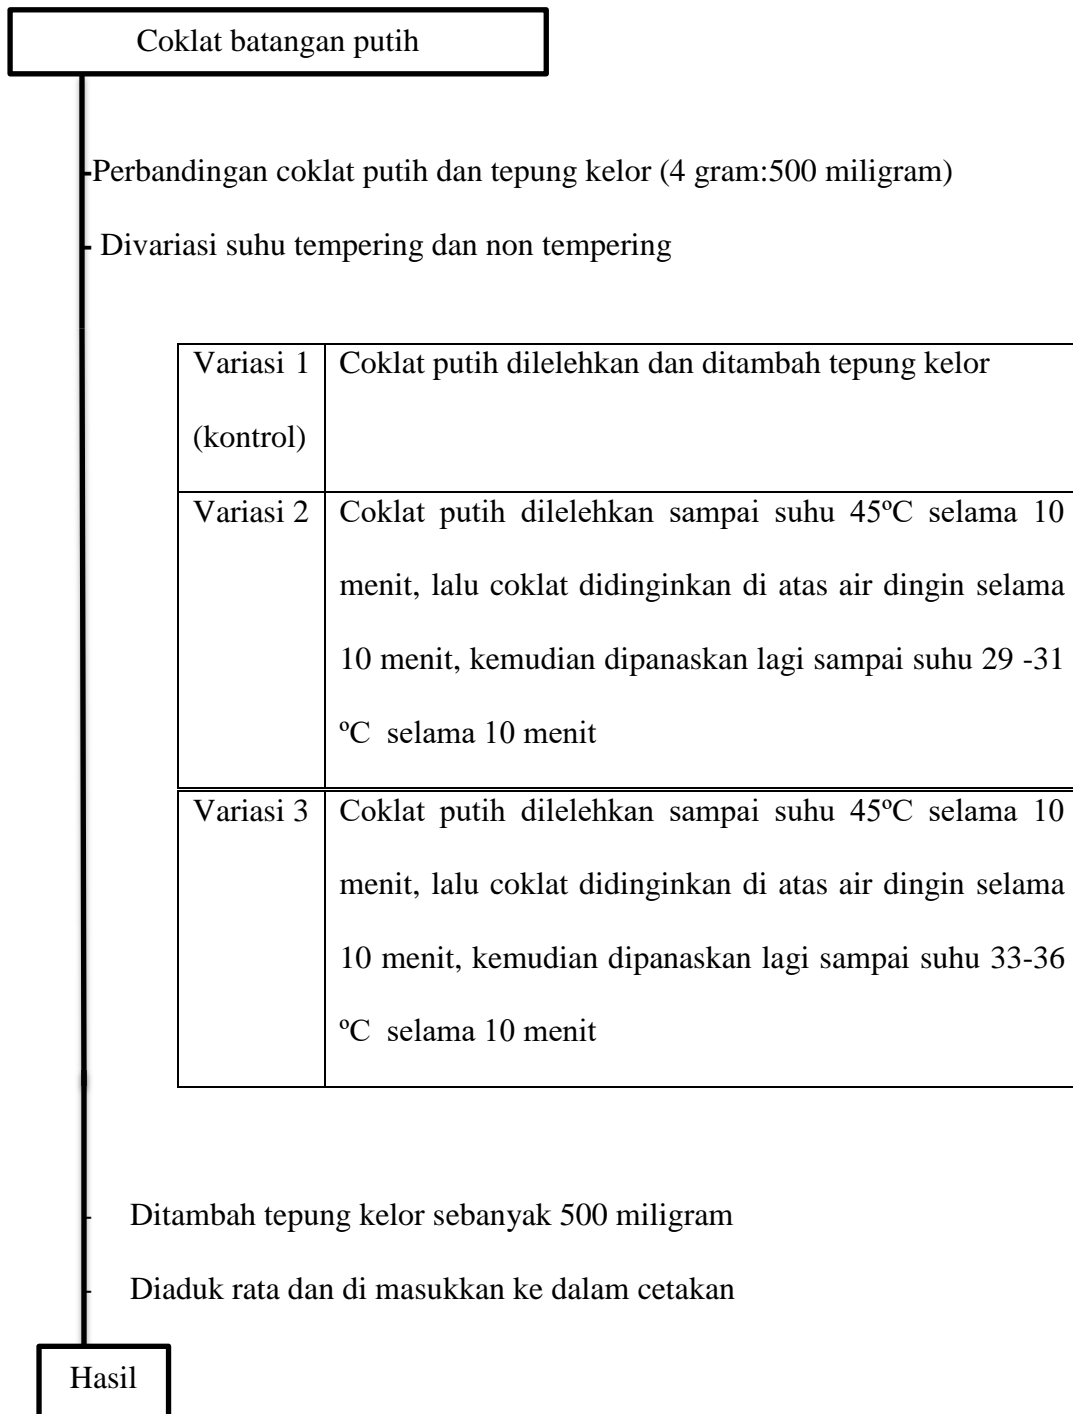 Coklat batangan putih
-Perbandingan coklat putih dan tepung kelor (4 gram:500 miligram)
- Divariasi suhu tempering dan non tempering
Variasi 1
(kontrol)
Coklat putih dilelehkan dan ditambah tepung kelor
Variasi 2
Coklat putih dilelehkan sampai suhu 45ºC selama 10
menit, lalu coklat didinginkan di atas air dingin selama
10 menit, kemudian dipanaskan lagi sampai suhu 29 -31
ºC  selama 10 menit
Variasi 3
Coklat putih dilelehkan sampai suhu 45ºC selama 10
menit, lalu coklat didinginkan di atas air dingin selama
10 menit, kemudian dipanaskan lagi sampai suhu 33-36
ºC  selama 10 menit
- Ditambah tepung kelor sebanyak 500 miligram
- Diaduk rata dan di masukkan ke dalam cetakan
Hasil